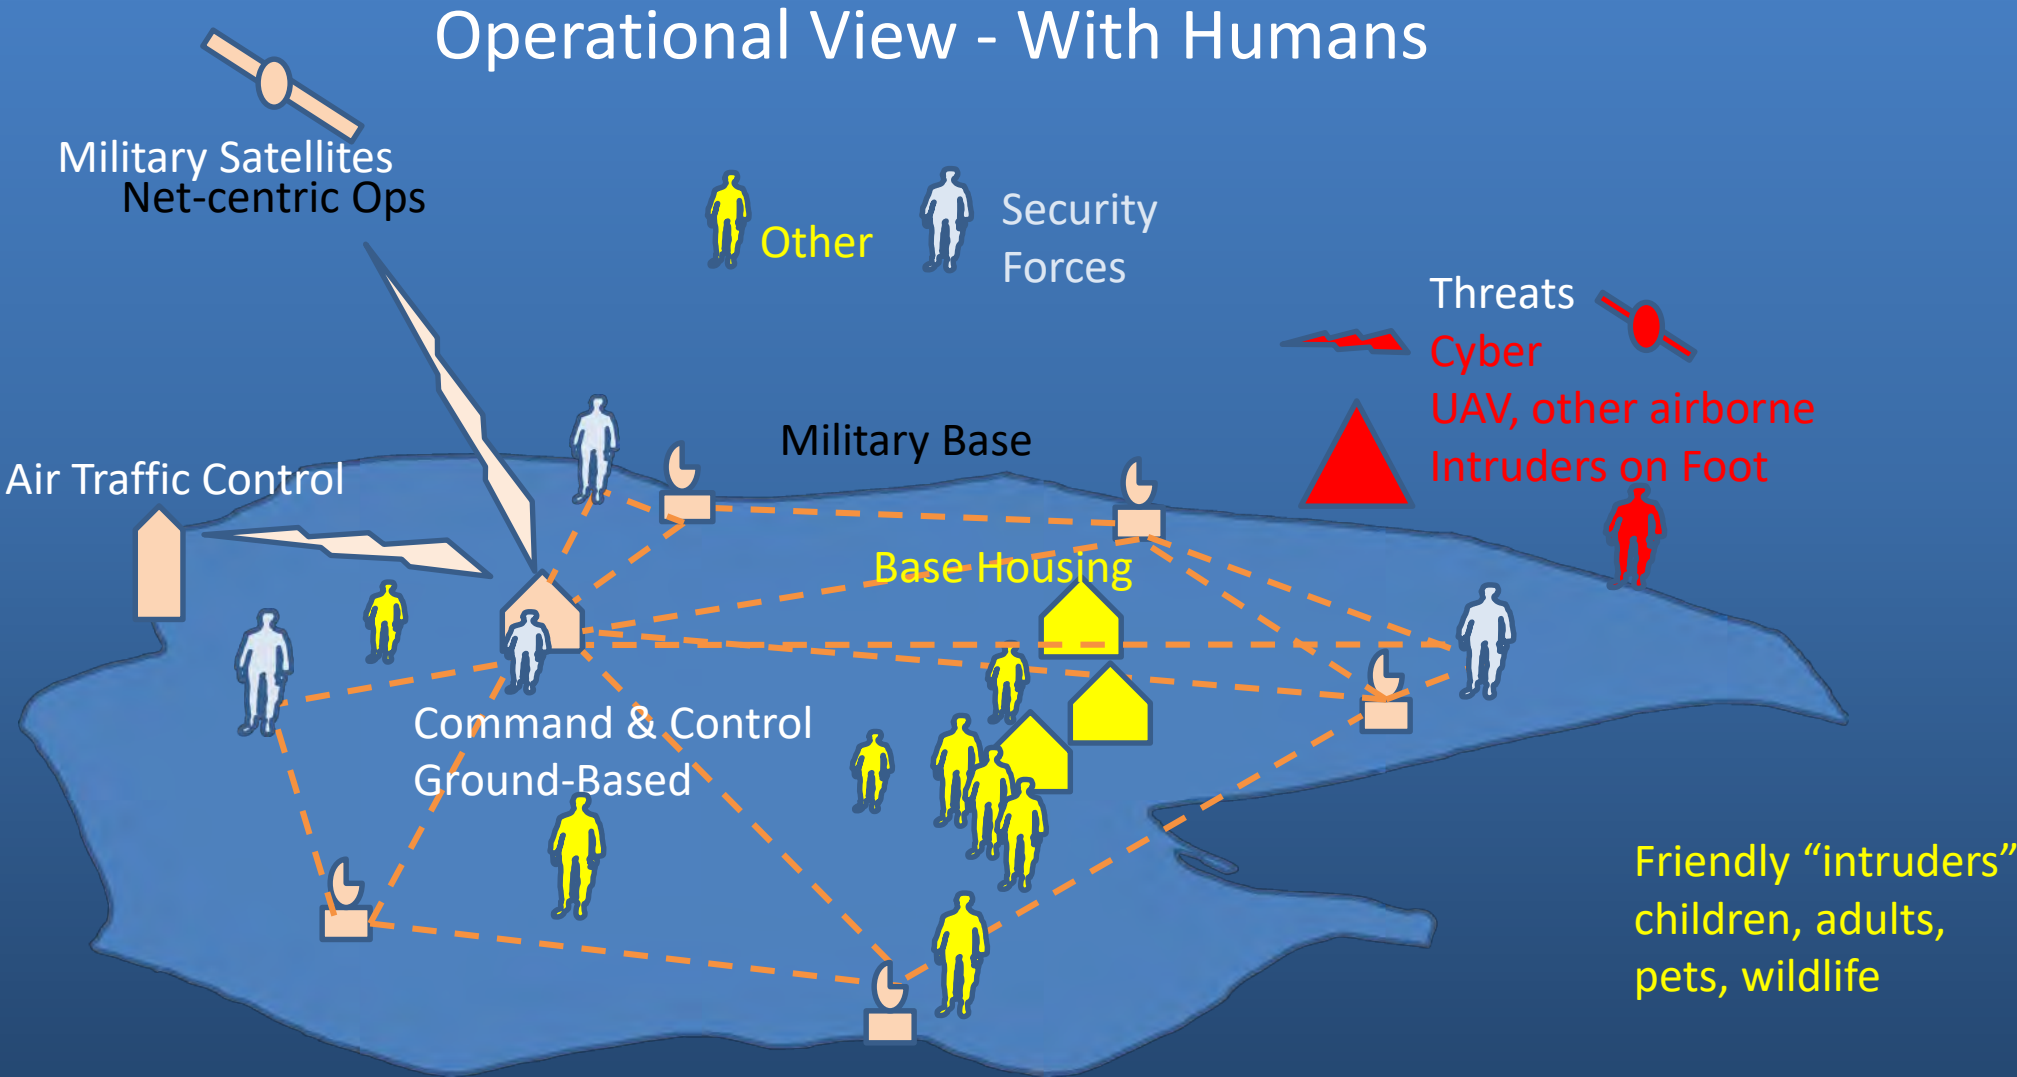 Operational View - With Humans
Military Satellites
Net-centric Ops
Other
Security
Forces
Threats
Cyber
UAV, other airborne
Intruders on Foot
Military Base
Air Traffic Control
Base Housing
Command & Control
Ground-Based
Friendly “intruders”
children, adults,
pets, wildlife